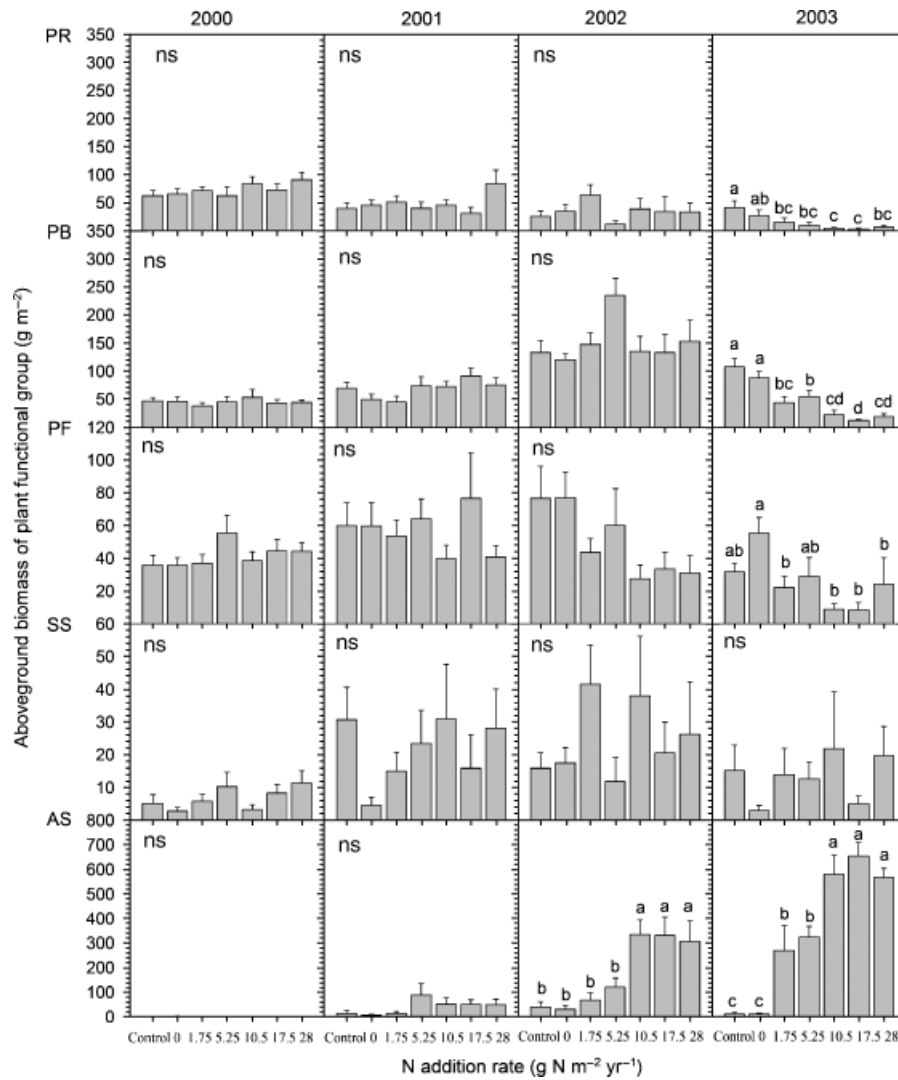 2000 2001 2002 2003
PR 350
ns ns ns
300
250
200
150
100
a ab bc bc c c bc
50
PB 350
ns ns ns
300
250
200
150
a a bc b cd d cd
100
50
PF 120
ns ns ns
100
80
60
ab a b ab b b b
40
20
SS 60
ns ns ns ns
50
40
30
20
10
AS 800
ns ns
700
a a a
600
500
400
a a a
b b
300
200
b b b b
100
c c
0
Control 0 1.75 5.25 10.5 17.5 28 Control 0 1.75 5.25 10.5 17.5 28 Control 0 1.75 5.25 10.5 17.5 28 Control 0 1.75 5.25 10.5 17.5 28
N addition rate (g N m⁻² yr⁻¹)
Aboveground biomass of plant functional group (g m⁻²)